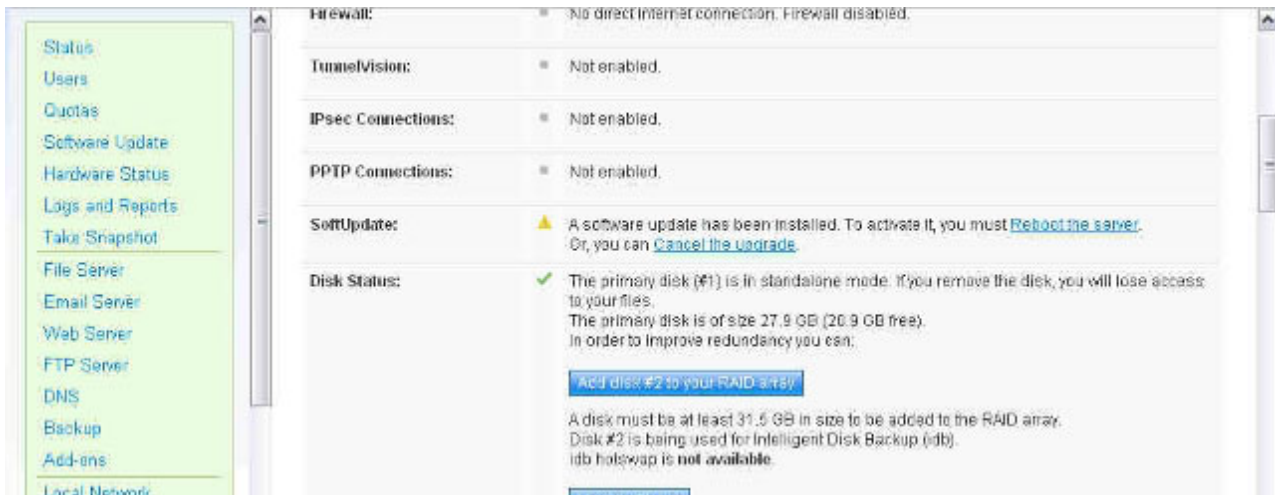 Firewall:
No direct Internet connection. Firewall disabled.
Status
Users
Quotas
Software Update
Hardware Status
Logs and Reports
Take Snapshot
File Server
Email Server
Web Server
FTP Server
DNS
Backup
Add-ons
Local Network
TunnelVision:
Not enabled.
IPsec Connections:
Not enabled.
PPTP Connections:
Not enabled.
SoftUpdate:
A software update has been installed. To activate it, you must Reboot the server.
Or, you can Cancel the upgrade.
Disk Status:
The primary disk (#1) is in standalone mode. If you remove the disk, you will lose access
to your files.
The primary disk is of size 27.9 GB (20.9 GB free).
In order to improve redundancy you can:
Add disk #2 to your RAID array
A disk must be at least 31.5 GB in size to be added to the RAID array.
Disk #2 is being used for Intelligent Disk Backup (idb).
idb hotswap is not available.